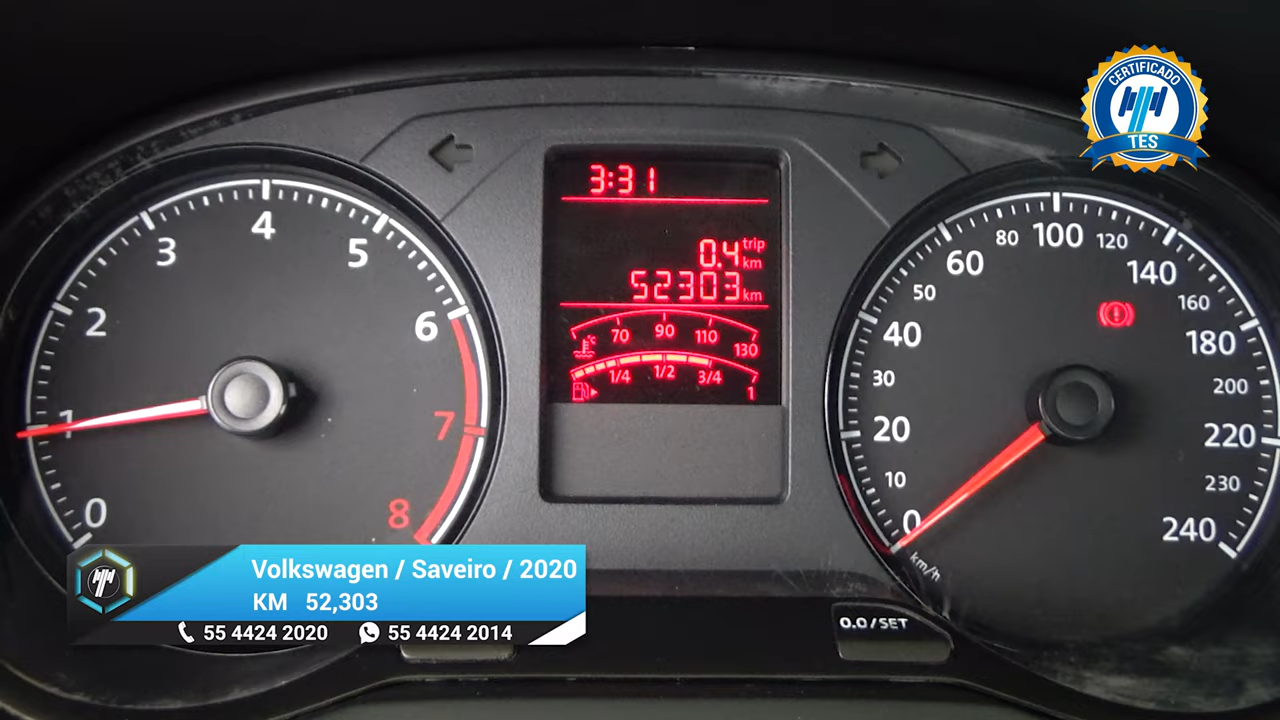 CERTIFICADO
TES
3:31
0.4 trip km
52303 km
70 90 110 130
°C
1/4 1/2 3/4 1
0 1 2 3 4 5 6 7 8
0 10 20 30 40 50 60 80 100 120 140 160 180 200 220 230 240
km/h
0.0/SET
Volkswagen / Saveiro / 2020
KM 52,303
55 4424 2020 55 4424 2014